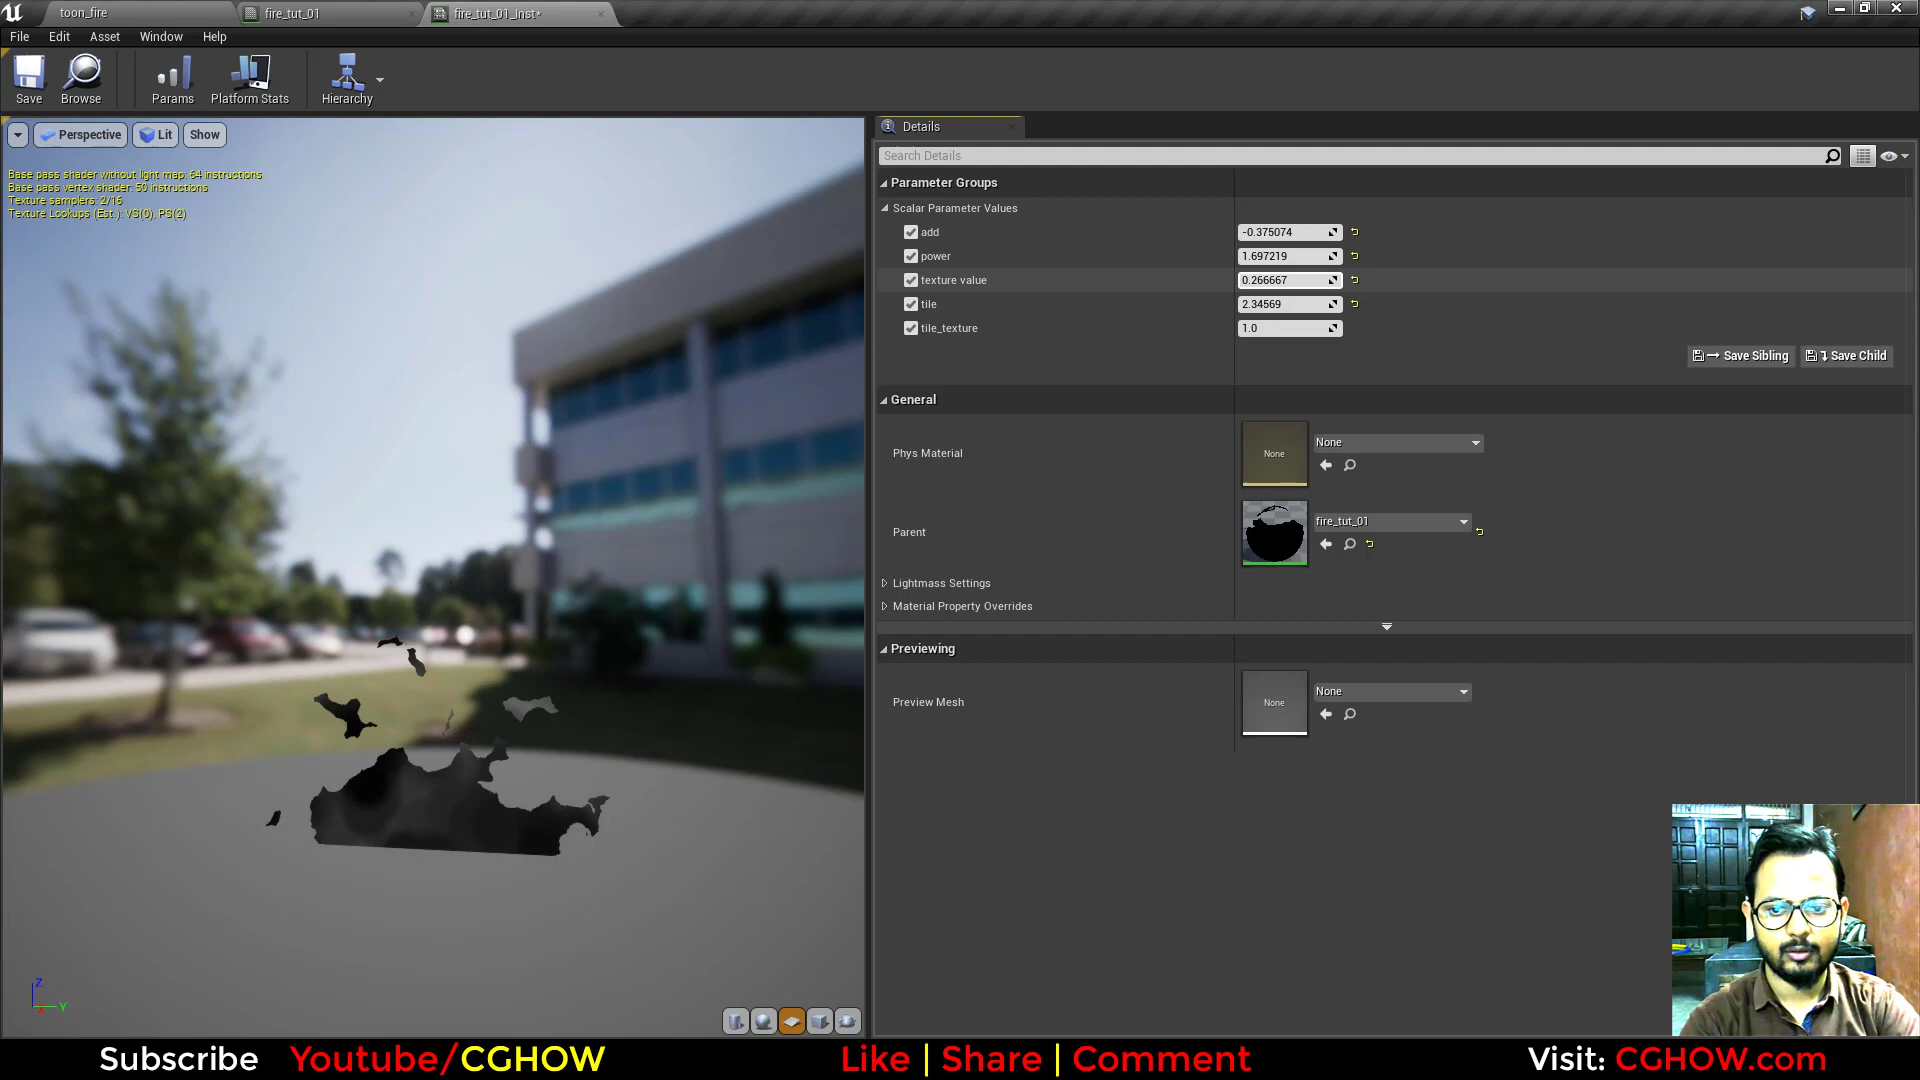 toon_fire
fire_tut_01
fire_tut_01_Inst*
File Edit Asset Window Help
Save
Browse
Params
Platform Stats
Hierarchy
Perspective
Lit
Show
Base pass shader without light map: 64 instructions
Base pass vertex shader: 50 instructions
Texture samplers: 2/16
Texture Lookups (Est.): VS(0), PS(2)
Z
Y
X
Details
Search Details
Parameter Groups
Scalar Parameter Values
add -0.375074
power 1.697219
texture value 0.266667
tile 2.34569
tile_texture 1.0
Save Sibling
Save Child
General
Phys Material
None
None
Parent
fire_tut_01
Lightmass Settings
Material Property Overrides
Previewing
Preview Mesh
None
None
Subscribe Youtube/CGHOW
Like | Share | Comment
Visit: CGHOW.com